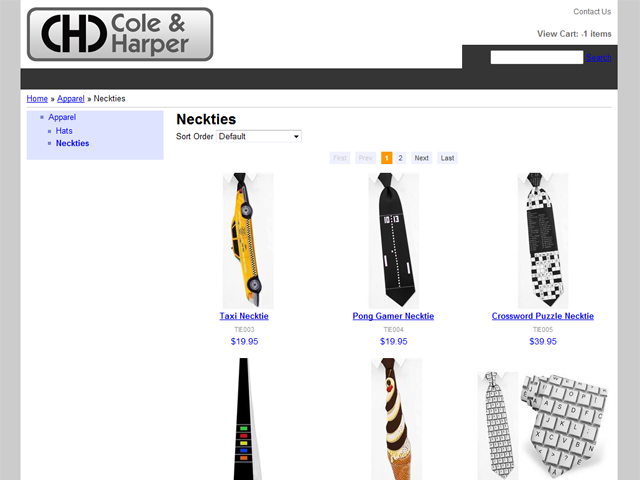 CHD Cole &
Harper
Contact Us
View Cart: -1 items
Search
Home » Apparel » Neckties
Apparel
Hats
Neckties
Neckties
Sort Order Default
First Prev 1 2 Next Last
Taxi Necktie
TIE003
$19.95
Pong Gamer Necktie
TIE004
$19.95
Crossword Puzzle Necktie
TIE005
$39.95